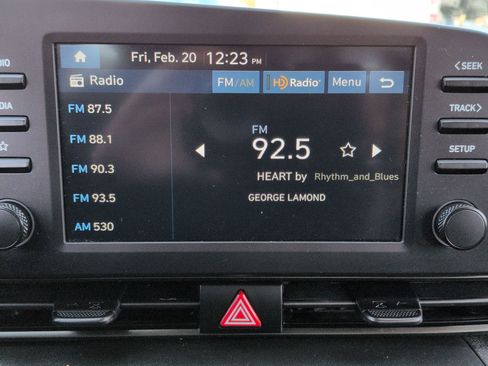 Fri, Feb. 20 12:23 PM
Radio FM/AM HD Radio® Menu
FM 87.5
FM 88.1
FM 90.3
FM 93.5
AM 530
FM
92.5
HEART by Rhythm_and_Blues
GEORGE LAMOND
<SEEK
TRACK>
SETUP